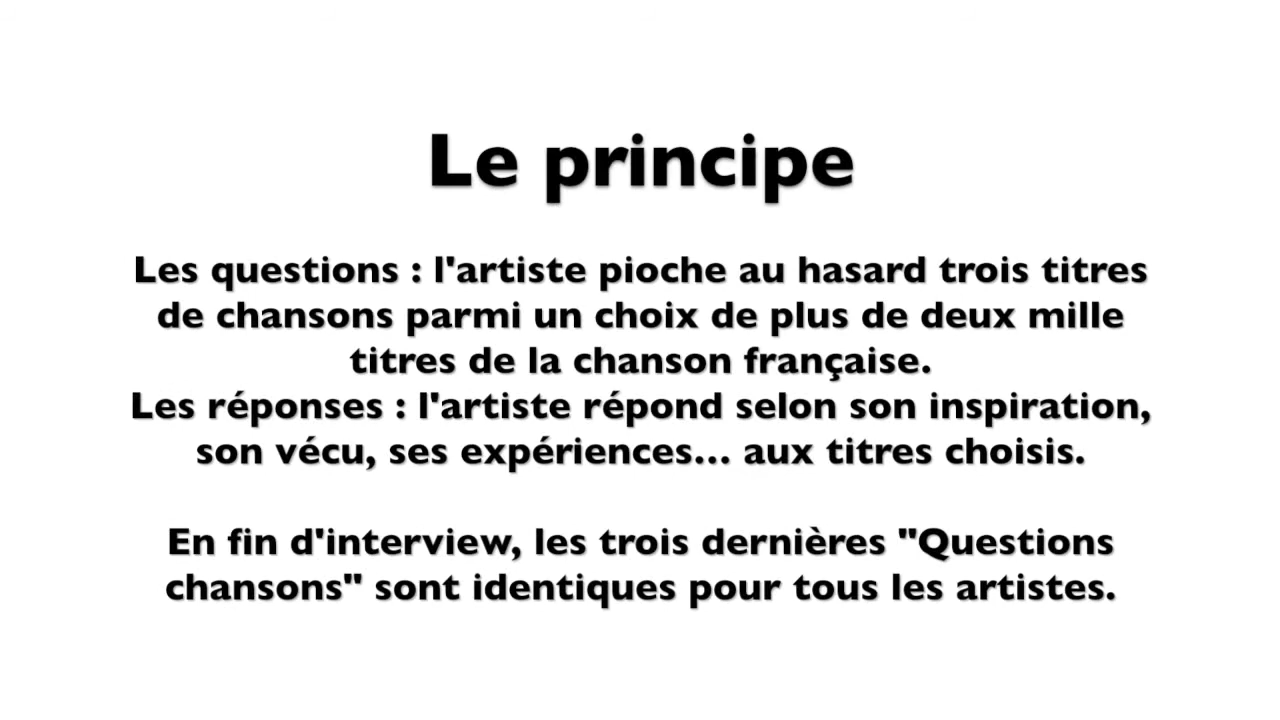 Le principe
Les questions : l'artiste pioche au hasard trois titres
de chansons parmi un choix de plus de deux mille
titres de la chanson française.
Les réponses : l'artiste répond selon son inspiration,
son vécu, ses expériences... aux titres choisis.
En fin d'interview, les trois dernières "Questions
chansons" sont identiques pour tous les artistes.